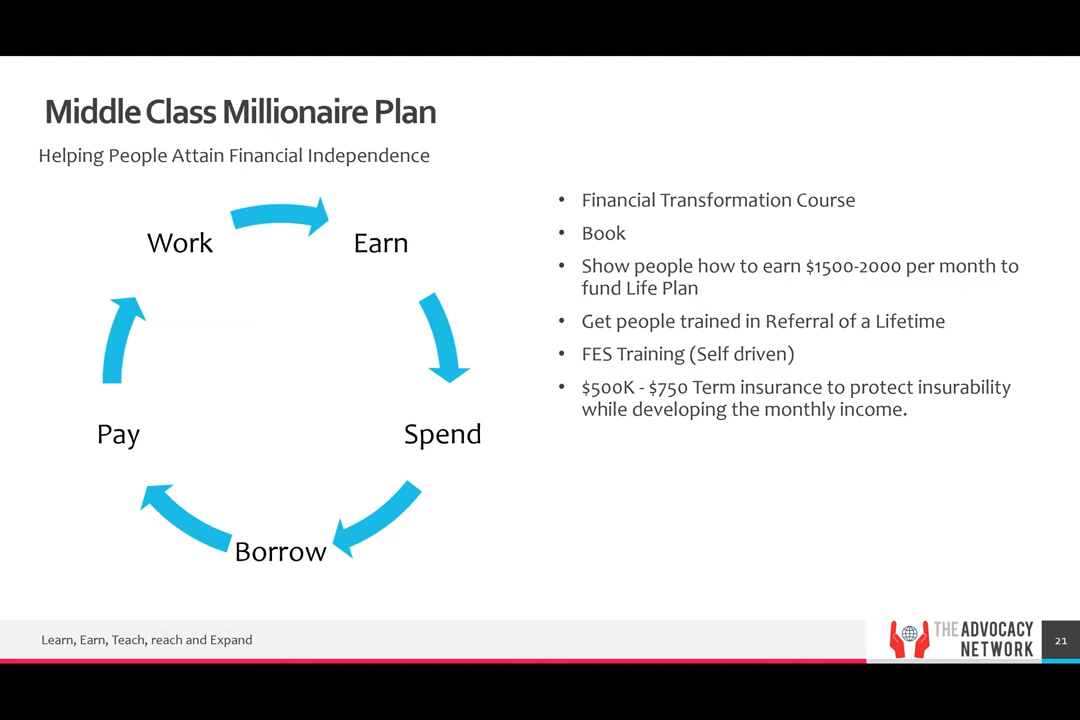 Middle Class Millionaire Plan
Helping People Attain Financial Independence
Work
Earn
Spend
Borrow
Pay
• Financial Transformation Course
• Book
• Show people how to earn $1500-2000 per month to
fund Life Plan
• Get people trained in Referral of a Lifetime
• FES Training (Self driven)
• $500K - $750 Term insurance to protect insurability
while developing the monthly income.
Learn, Earn, Teach, reach and Expand
THE ADVOCACY
NETWORK
21